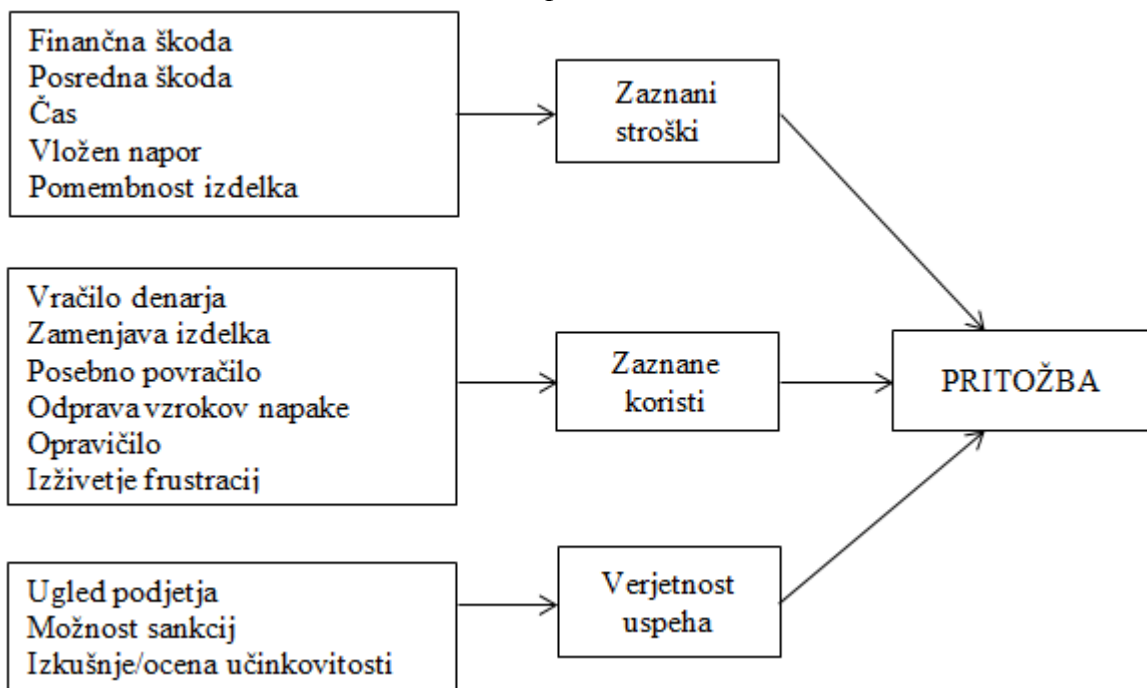 Finančna škoda
Posredna škoda
Čas
Vložen napor
Pomembnost izdelka
Zaznani
stroški
Vračilo denarja
Zamenjava izdelka
Posebno povračilo
Odprava vzrokov napake
Opravičilo
Izživetje frustracij
Zaznane
koristi
PRITOŽBA
Ugled podjetja
Možnost sankcij
Izkušnje/ocena učinkovitosti
Verjetnost
uspeha